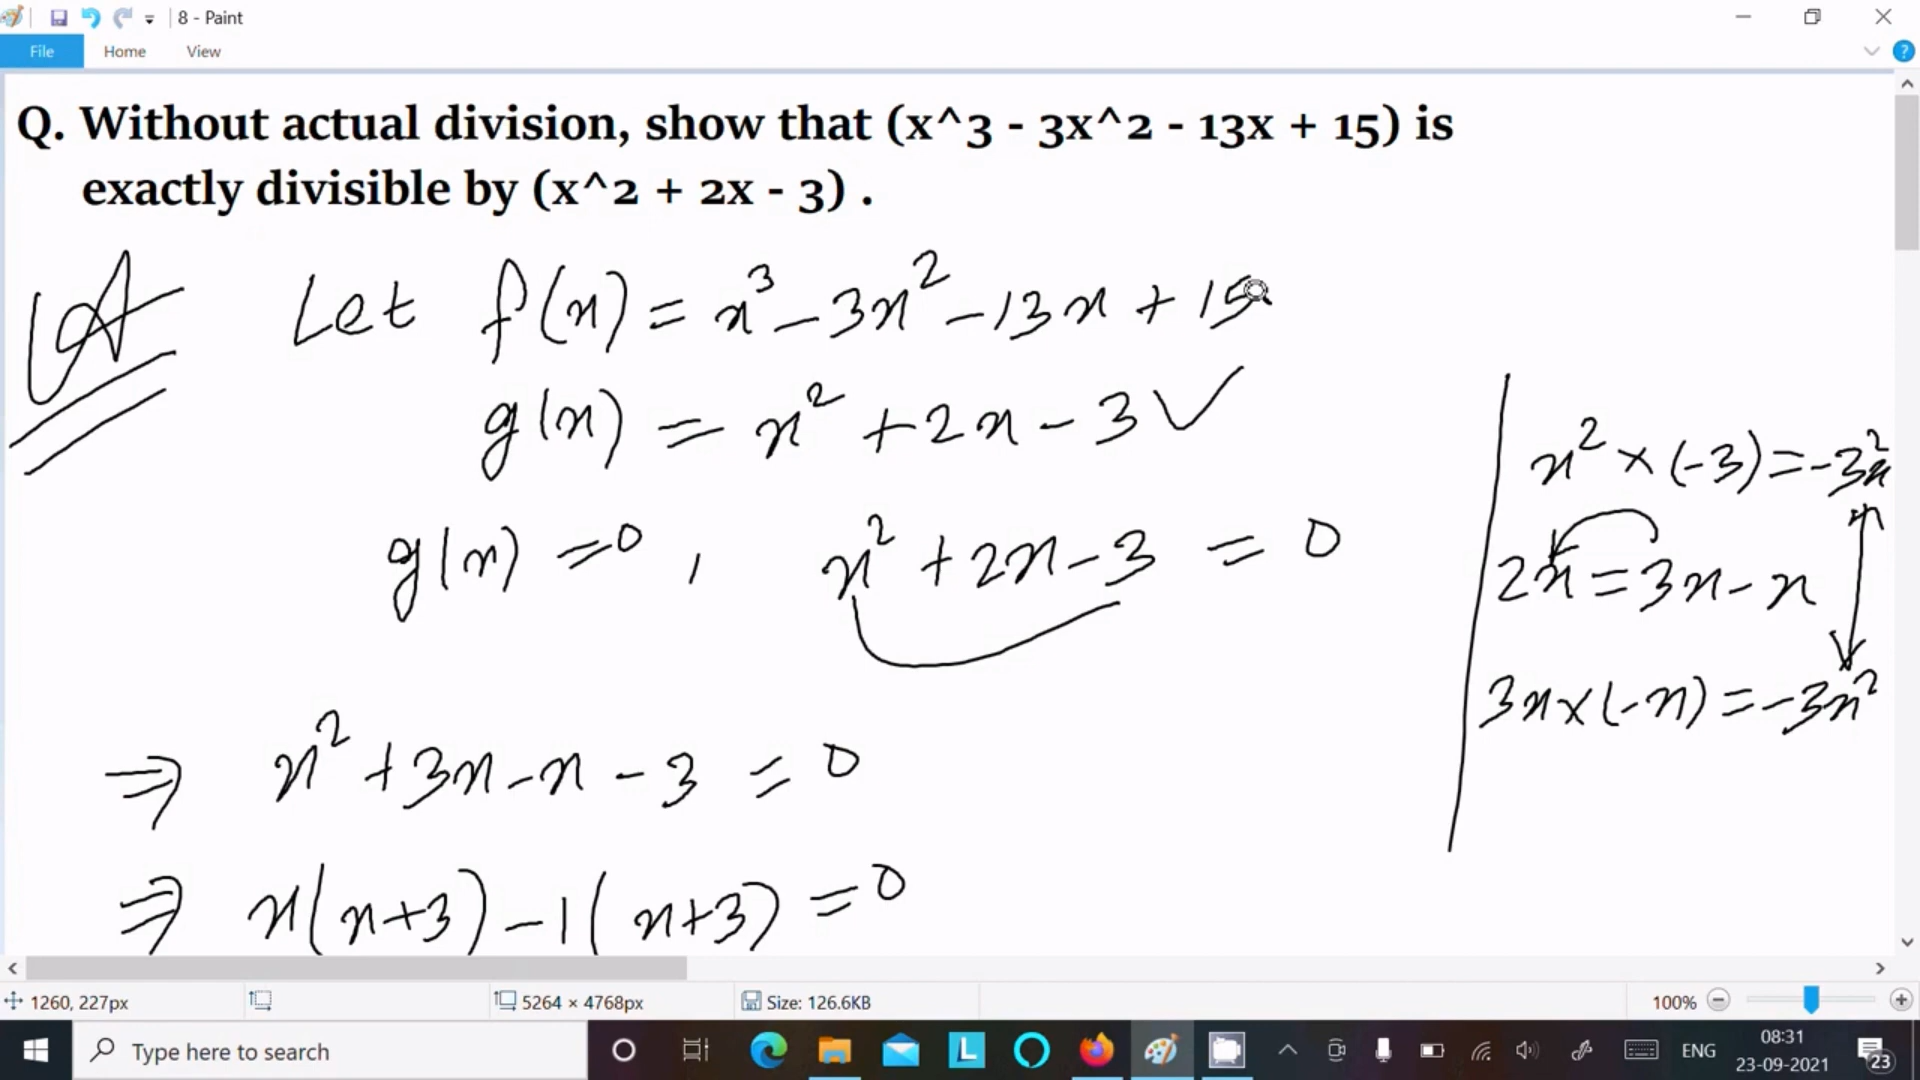 8 - Paint
File Home View
Q. Without actual division, show that (x^3 - 3x^2 - 13x + 15) is
exactly divisible by (x^2 + 2x - 3) .
A Let f(x) = x³ - 3x² - 13x + 15
g(x) = x² + 2x - 3 ✓
g(x) = 0 , x² + 2x - 3 = 0
⇒ x² + 3x - x - 3 = 0
⇒ x(x+3) - 1(x+3) = 0
x² × (-3) = -3x²
2x = 3x - x
3x × (-x) = -3x²
1260, 227px
5264 × 4768px
Size: 126.6KB
100%
Type here to search
L
ENG
08:31
23-09-2021
23